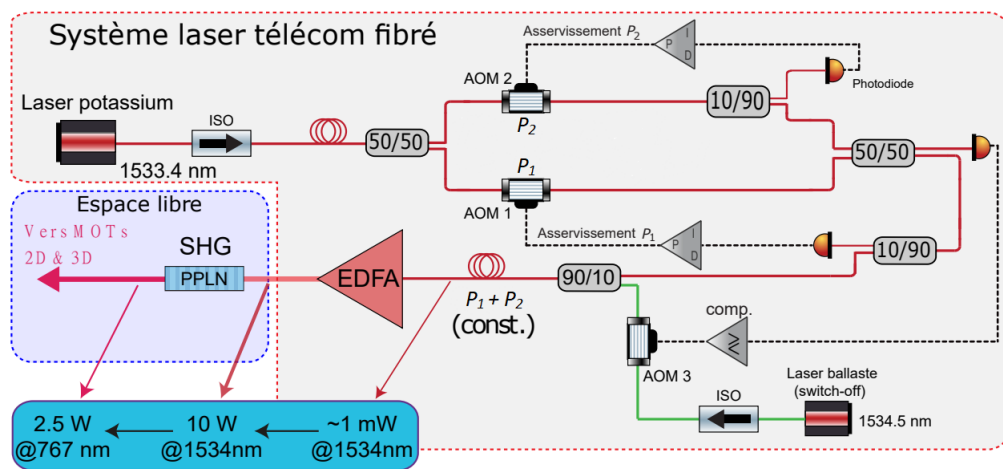 Système laser télécom fibré
Asservissement P2
P I D
AOM 2
Photodiode
Laser potassium
ISO
10/90
P2
50/50
50/50
1533.4 nm
P1
AOM 1
Espace libre
Asservissement P1
P I D
10/90
Vers MOTs
2D & 3D
SHG
PPLN
EDFA
90/10
P1 + P2
(const.)
comp.
≥
AOM 3
Laser ballaste
(switch-off)
ISO
1534.5 nm
2.5 W
@767 nm
10 W
@1534nm
~1 mW
@1534nm